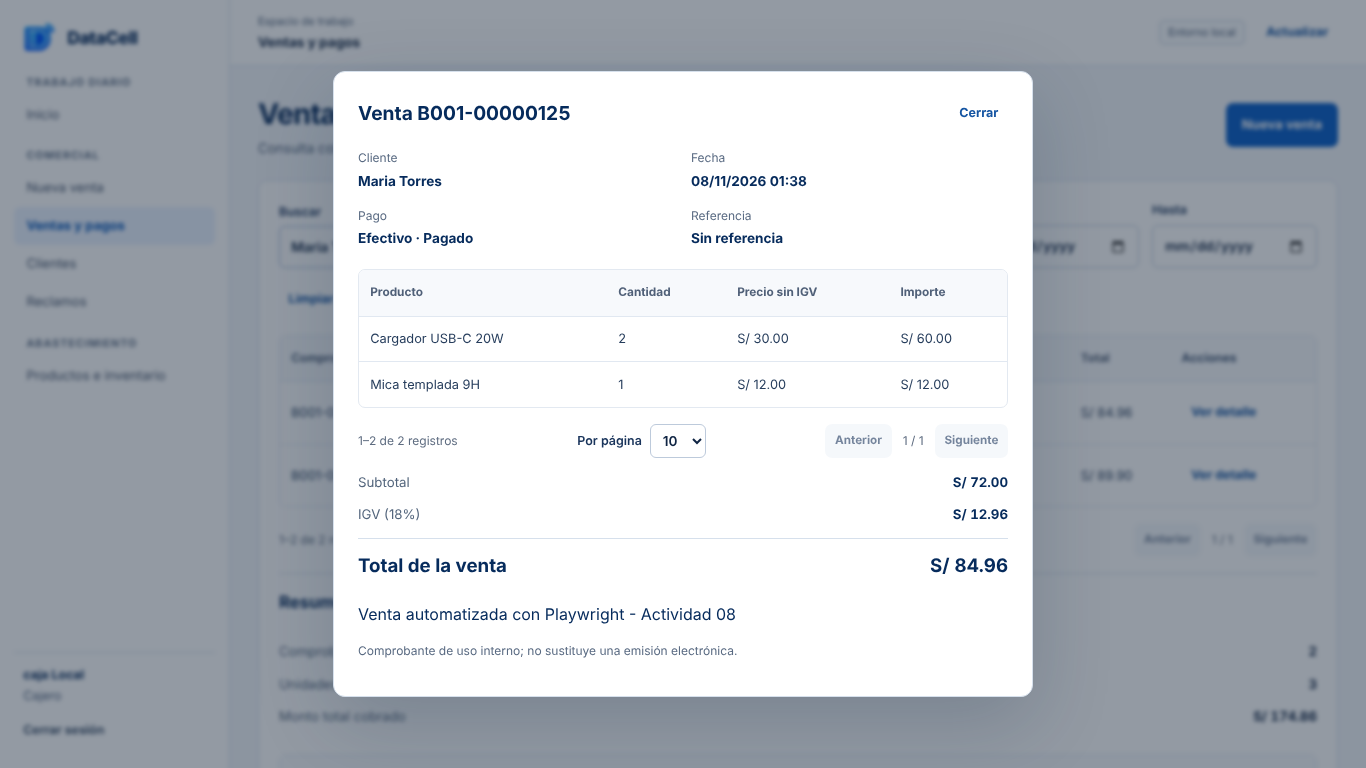 DataCell
TRABAJO DIARIO
Inicio
COMERCIAL
Nueva venta
Ventas y pagos
Clientes
Reclamos
ABASTECIMIENTO
Productos e inventario
caja Local
Cajero
Cerrar sesión
Espacio de trabajo
Ventas y pagos
Entorno local
Actualizar
Nueva venta
Buscar
Hasta
mm/dd/yyyy
Total
Acciones
S/ 84.96
Ver detalle
S/ 89.90
Ver detalle
Anterior
1 / 1
Siguiente
2
3
Monto total cobrado
S/ 174.86
Venta B001-00000125
Cerrar
Cliente
Fecha
Maria Torres
08/11/2026 01:38
Pago
Referencia
Efectivo · Pagado
Sin referencia
Producto Cantidad Precio sin IGV Importe
Cargador USB-C 20W 2 S/ 30.00 S/ 60.00
Mica templada 9H 1 S/ 12.00 S/ 12.00
1–2 de 2 registros Por página 10 Anterior 1 / 1 Siguiente
Subtotal S/ 72.00
IGV (18%) S/ 12.96
Total de la venta S/ 84.96
Venta automatizada con Playwright - Actividad 08
Comprobante de uso interno; no sustituye una emisión electrónica.